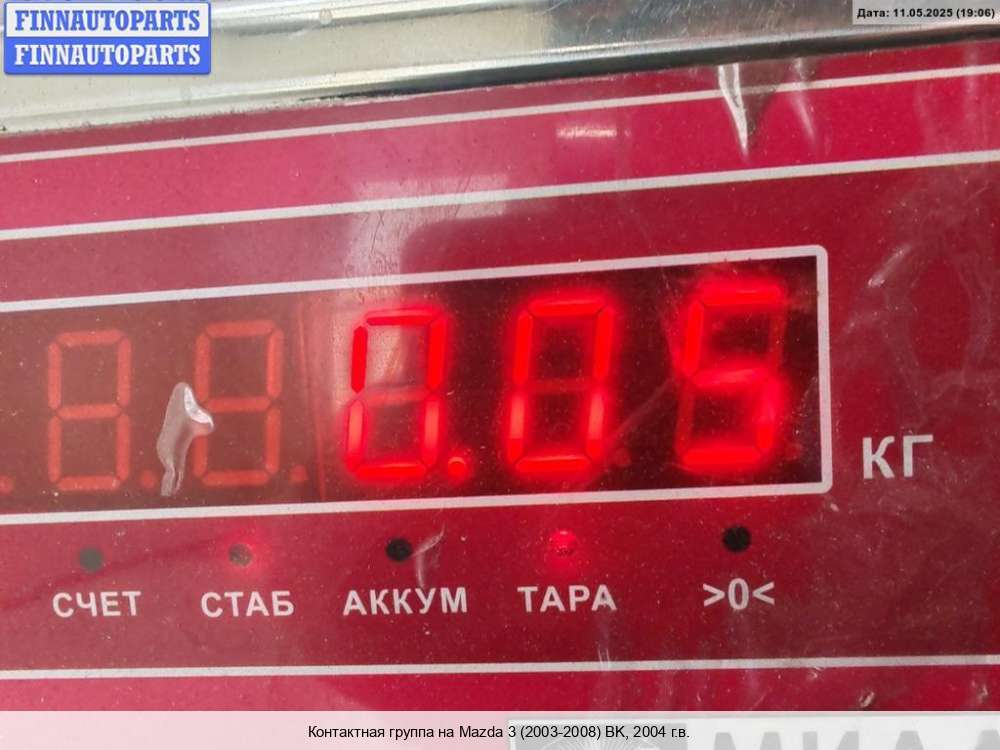 FINNAUTOPARTS
FINNAUTOPARTS
Дата: 11.05.2025 (19:06)
0.05
КГ
СЧЕТ СТАБ АККУМ ТАРА >0<
Контактная группа на Mazda 3 (2003-2008) BK, 2004 г.в.